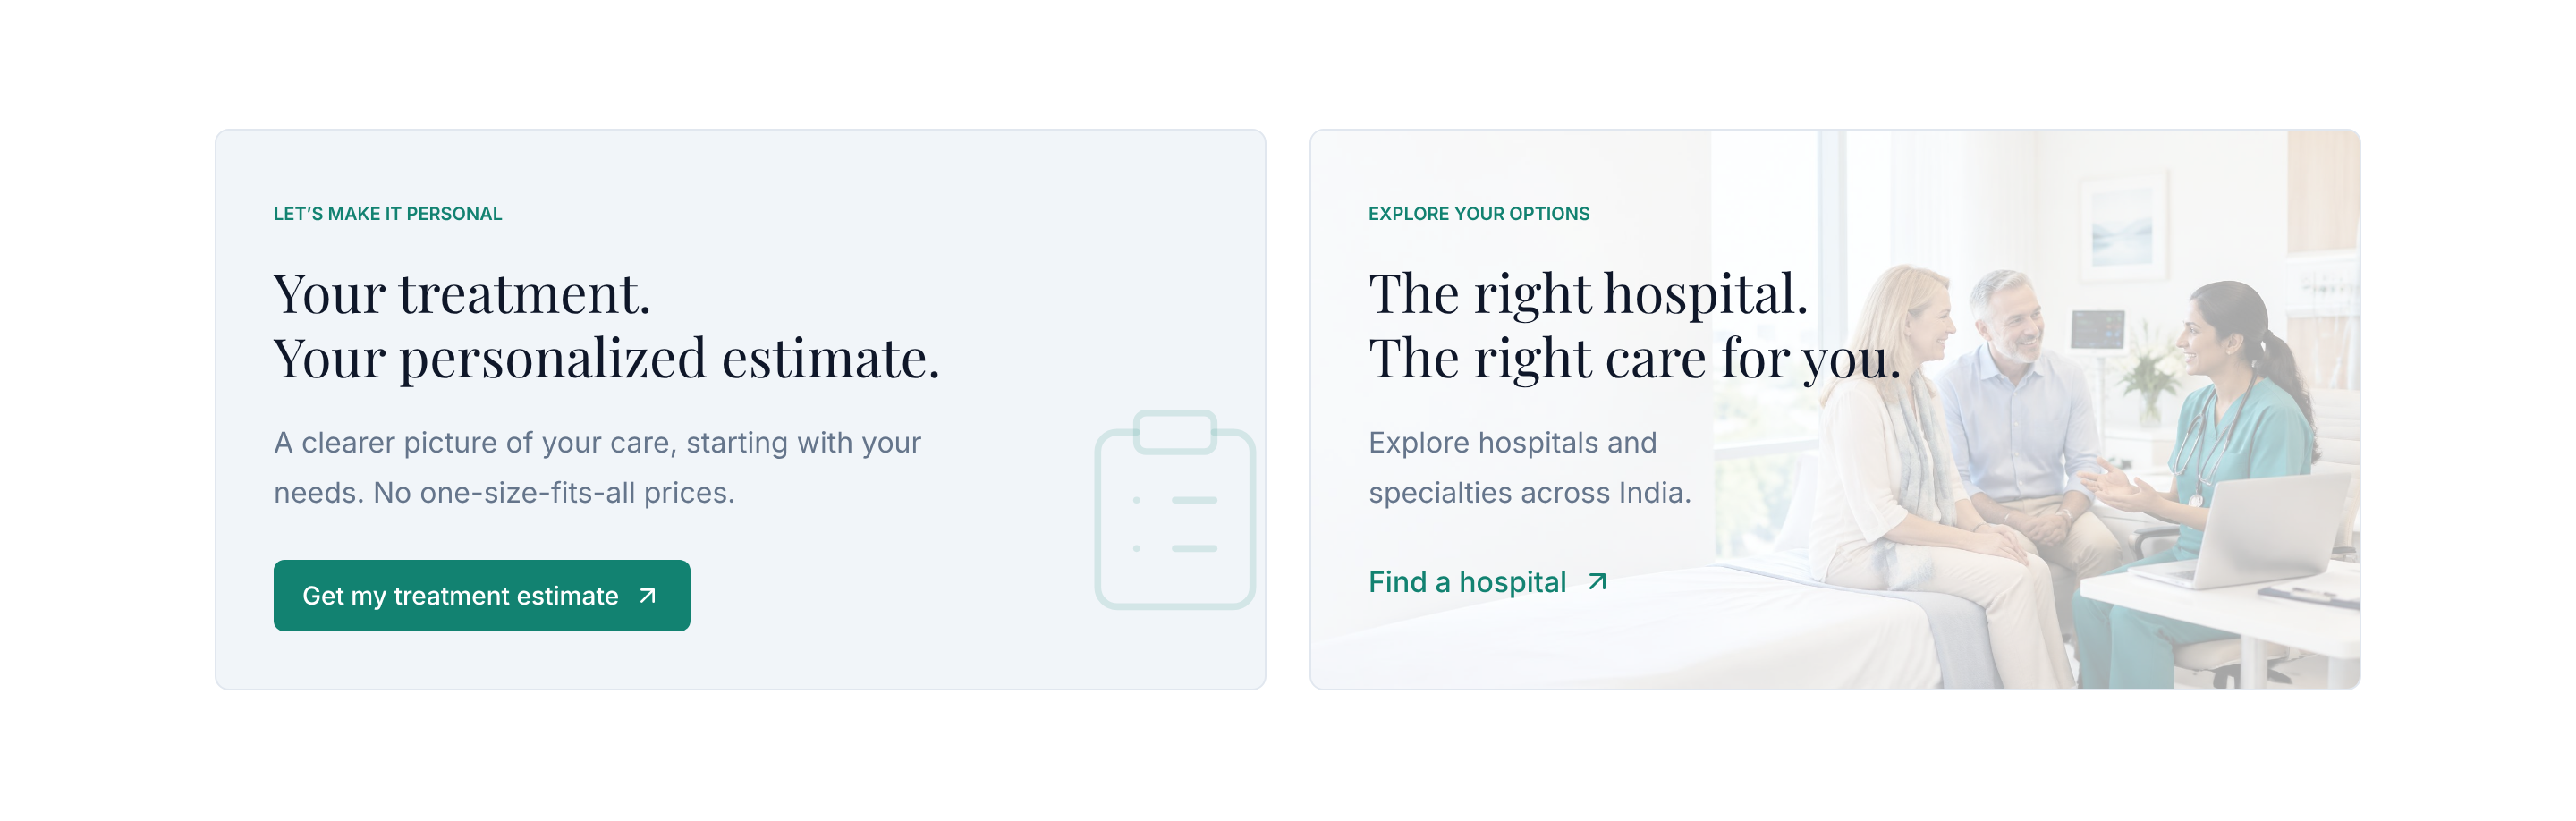 LET’S MAKE IT PERSONAL
Your treatment.
Your personalized estimate.
A clearer picture of your care, starting with your
needs. No one-size-fits-all prices.
Get my treatment estimate
EXPLORE YOUR OPTIONS
The right hospital.
The right care for you.
Explore hospitals and
specialties across India.
Find a hospital